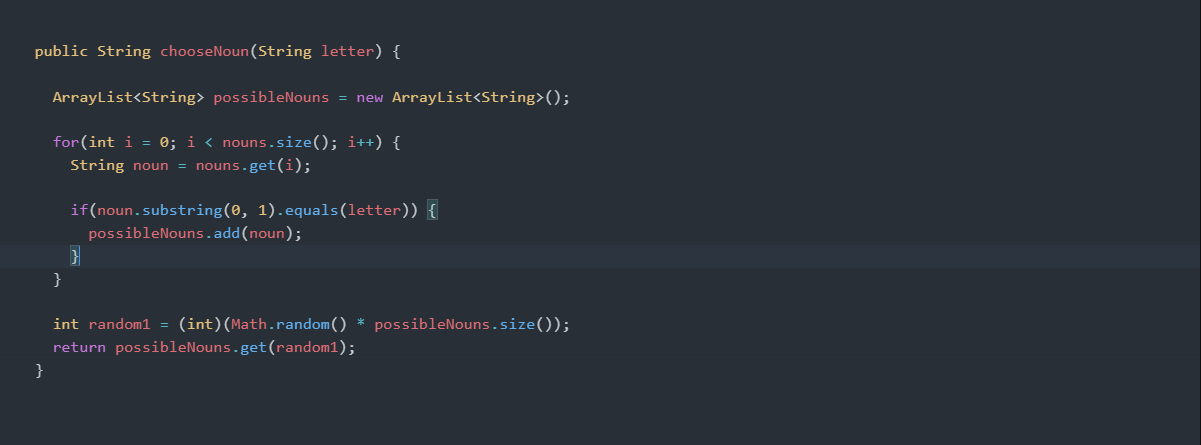 public String chooseNoun(String letter) {
ArrayList<String> possibleNouns = new ArrayList<String>();
for(int i = 0; i < nouns.size(); i++) {
String noun = nouns.get(i);
if(noun.substring(0, 1).equals(letter)) {
possibleNouns.add(noun);
}
}
int random1 = (int)(Math.random() * possibleNouns.size());
return possibleNouns.get(random1);
}